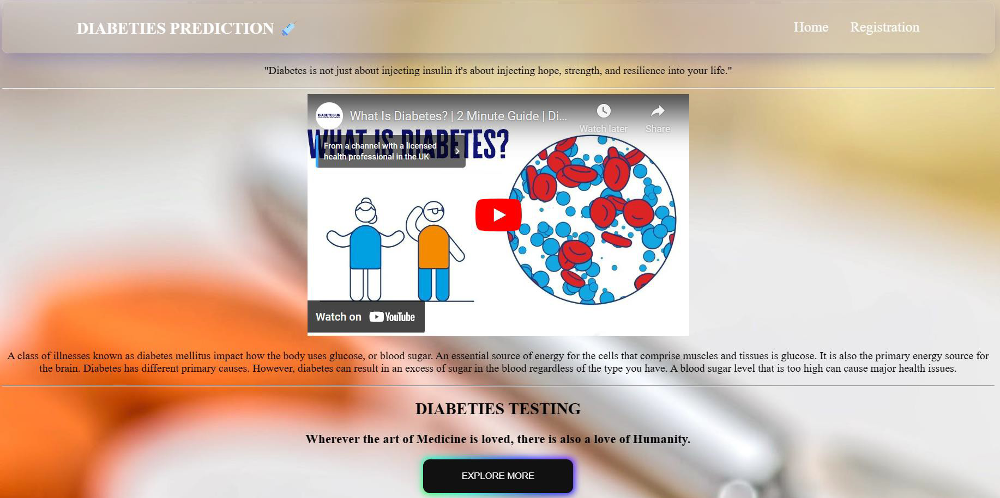 DIABETIES PREDICTION
Home
Registration
"Diabetes is not just about injecting insulin it's about injecting hope, strength, and resilience into your life."
DIABETES UK
What Is Diabetes? | 2 Minute Guide | Di...
Watch later
Share
WHAT IS DIABETES?
From a channel with a licensed
health professional in the UK
Watch on YouTube
A class of illnesses known as diabetes mellitus impact how the body uses glucose, or blood sugar. An essential source of energy for the cells that comprise muscles and tissues is glucose. It is also the primary energy source for
the brain. Diabetes has different primary causes. However, diabetes can result in an excess of sugar in the blood regardless of the type you have. A blood sugar level that is too high can cause major health issues.
DIABETIES TESTING
Wherever the art of Medicine is loved, there is also a love of Humanity.
EXPLORE MORE